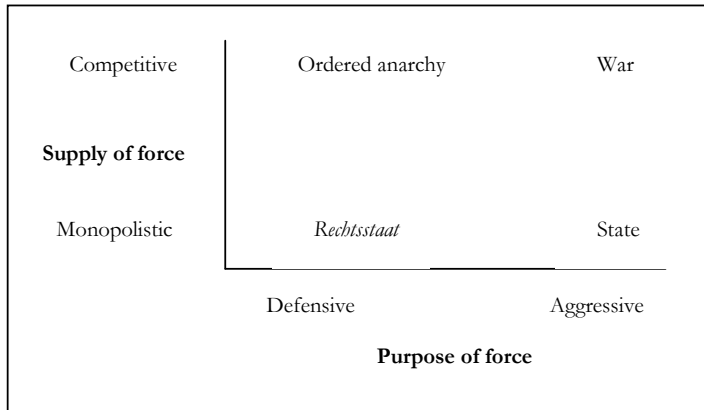 Competitive Ordered anarchy War
Supply of force
Monopolistic Rechtsstaat State
Defensive Aggressive
Purpose of force